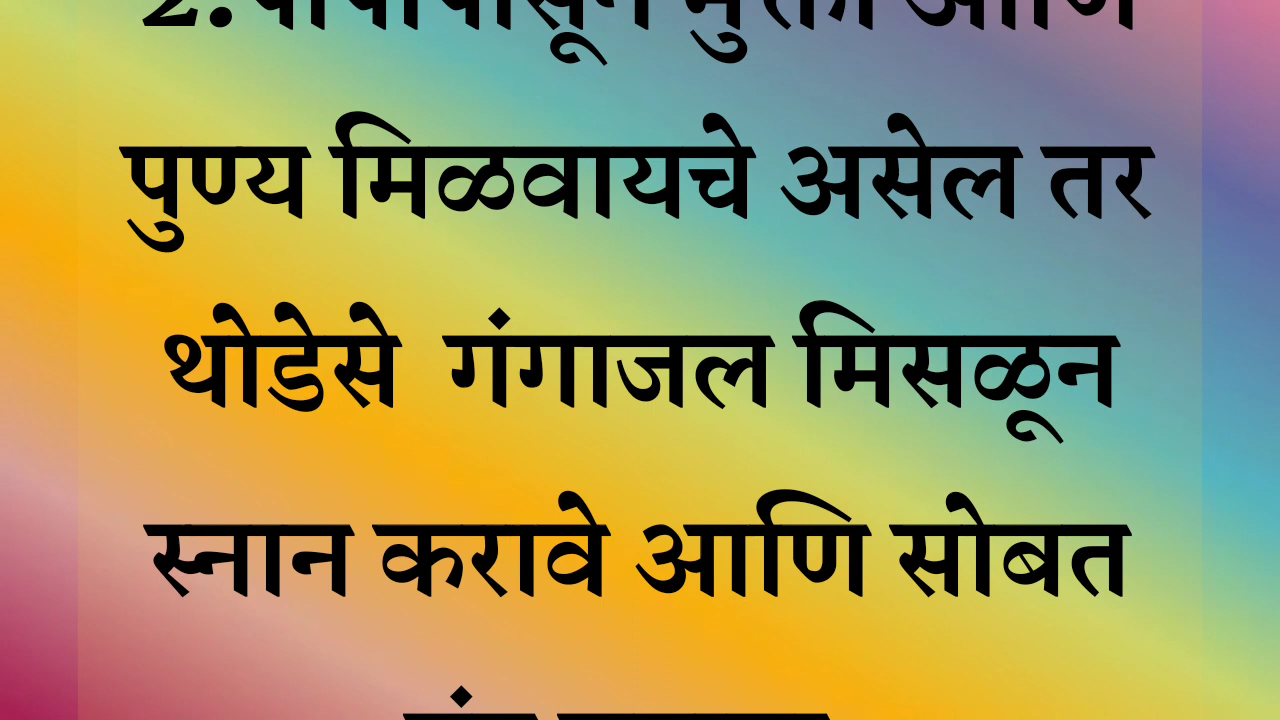 2. पापापासून मुक्ती आणि
पुण्य मिळवायचे असेल तर
थोडेसे गंगाजल मिसळून
स्नान करावे आणि सोबत